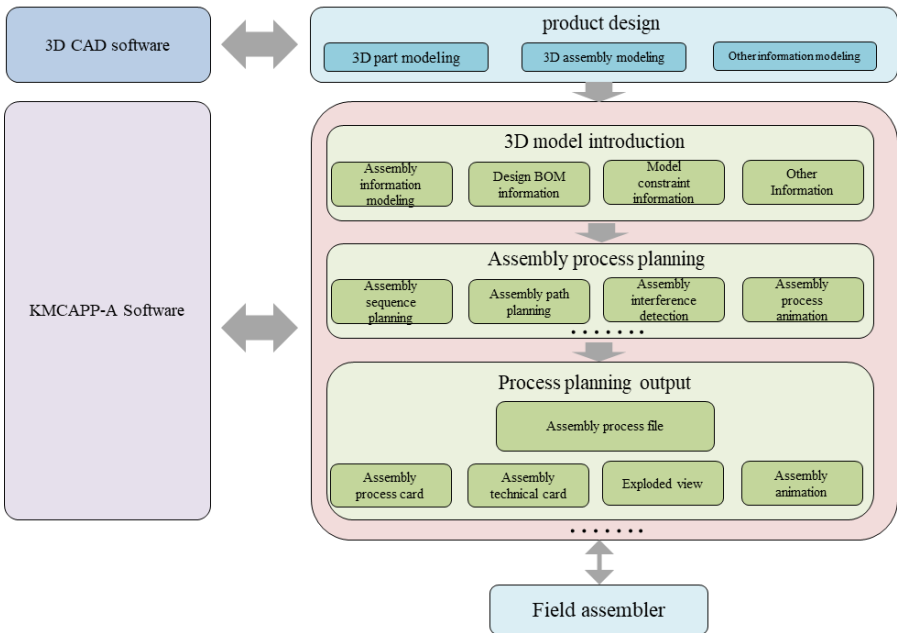 3D CAD software
product design
3D part modeling
3D assembly modeling
Other information modeling
KMCAPP-A Software
3D model introduction
Assembly
information
modeling
Design BOM
information
Model
constraint
information
Other
Information
Assembly process planning
Assembly
sequence
planning
Assembly path
planning
Assembly
interference
detection
Assembly
process
animation
.......
Process planning output
Assembly process file
Assembly
process card
Assembly
technical card
Exploded view
Assembly
animation
.......
Field assembler